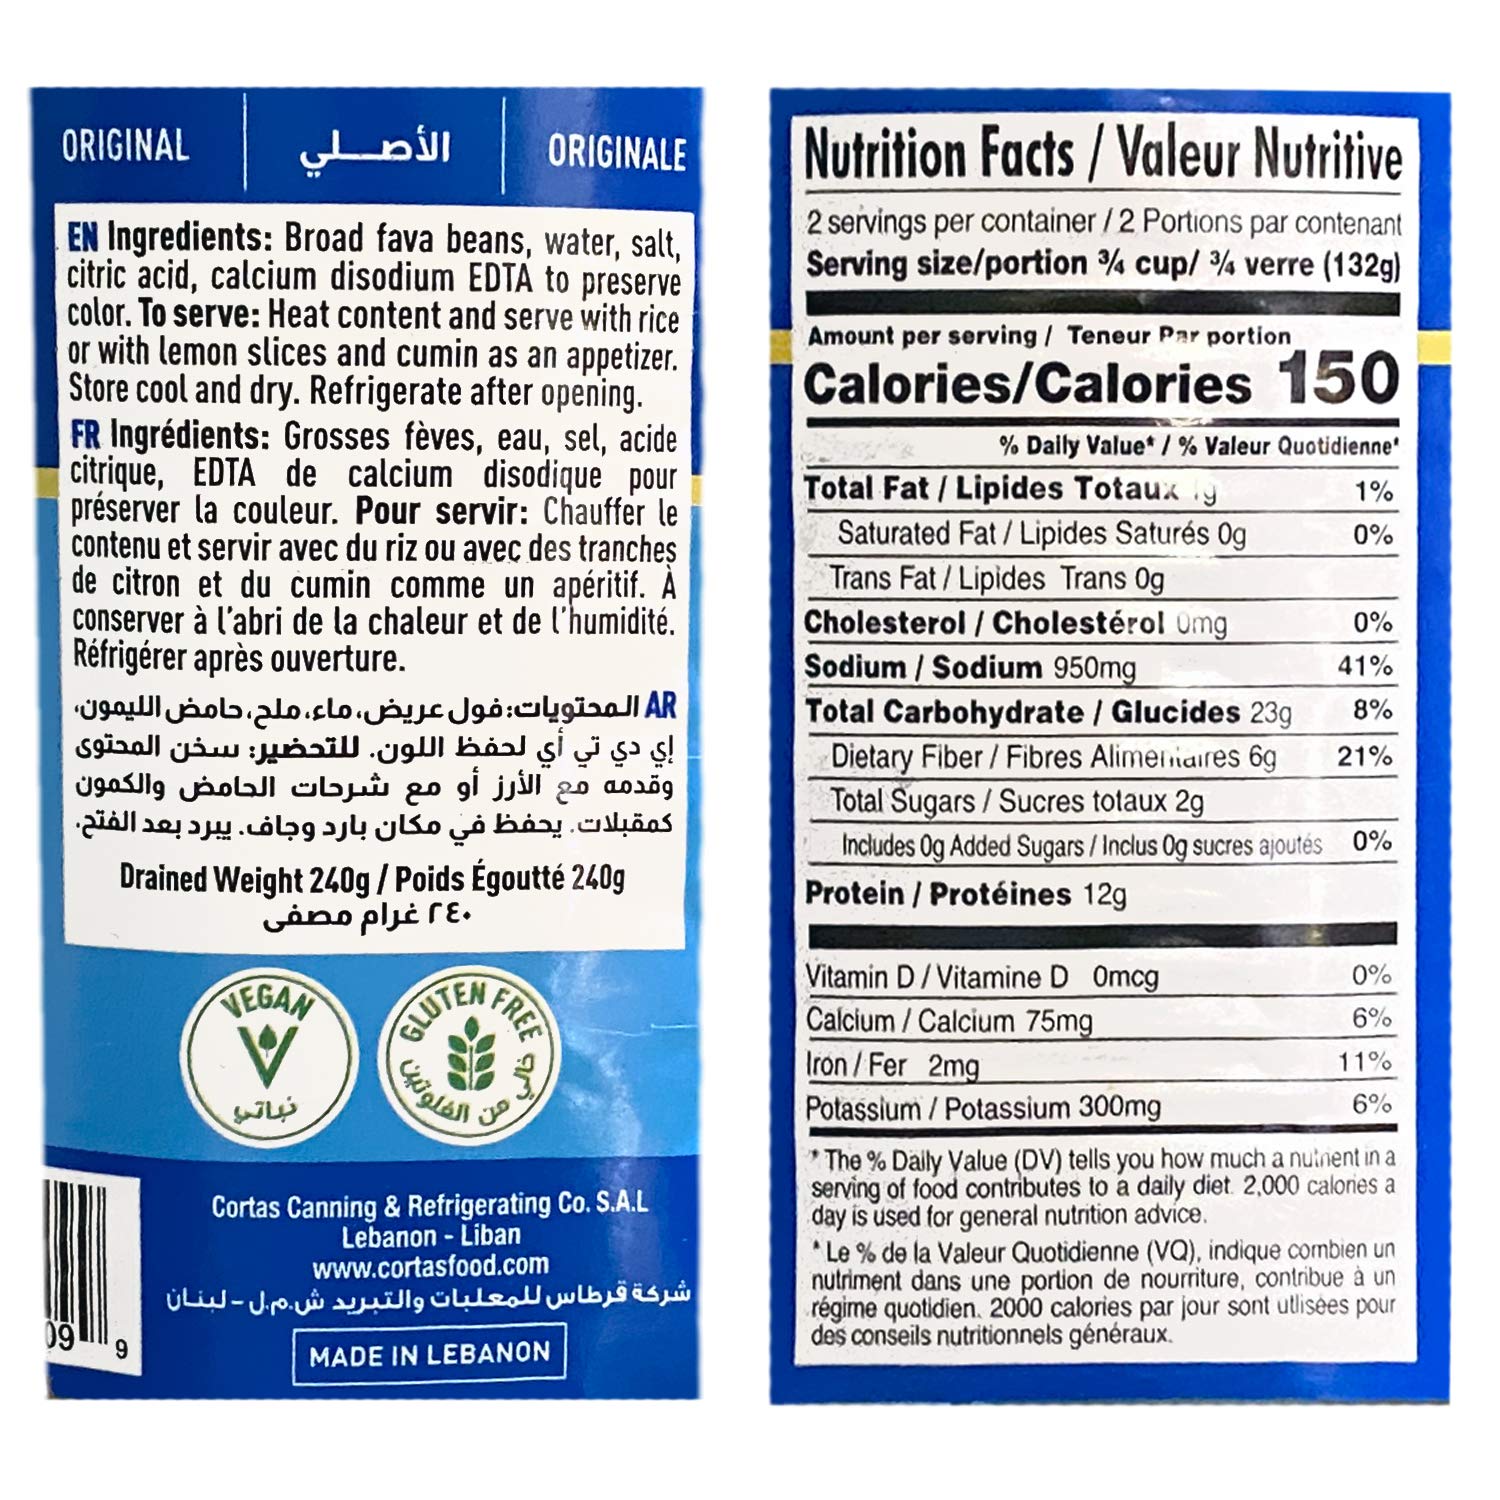 ORIGINAL
الأصلي
ORIGINALE
EN Ingredients: Broad fava beans, water, salt,
citric acid, calcium disodium EDTA to preserve
color. To serve: Heat content and serve with rice
or with lemon slices and cumin as an appetizer.
Store cool and dry. Refrigerate after opening.
FR Ingrédients: Grosses fèves, eau, sel, acide
citrique, EDTA de calcium disodique pour
préserver la couleur. Pour servir: Chauffer le
contenu et servir avec du riz ou avec des tranches
de citron et du cumin comme un apéritif. À
conserver à l'abri de la chaleur et de l'humidité.
Réfrigérer après ouverture.
AR المحتويات: فول عريض، ماء، ملح، حامض الليمون،
إي دي تي أي لحفظ اللون. للتحضير: سخن المحتوى
وقدمه مع الأرز أو مع شرحات الحامض والكمون
كمقبلات. يحفظ في مكان بارد وجاف. يبرد بعد الفتح.
Drained Weight 240g / Poids Égoutté 240g
٢٤٠ غرام مصفى
VEGAN
نباتي
GLUTEN FREE
خالي من الغلوتين
Cortas Canning & Refrigerating Co. S.A.L
Lebanon - Liban
www.cortasfood.com
شركة قرطاس للمعلبات والتبريد ش.م.ل - لبنان
MADE IN LEBANON
09 9
Nutrition Facts / Valeur Nutritive
2 servings per container / 2 Portions par contenant
Serving size/portion ¾ cup/ ¾ verre (132g)
Amount per serving / Teneur Par portion
Calories/Calories 150
% Daily Value* / % Valeur Quotidienne*
Total Fat / Lipides Totaux 1g 1%
Saturated Fat / Lipides Saturés 0g 0%
Trans Fat / Lipides Trans 0g
Cholesterol / Cholestérol 0mg 0%
Sodium / Sodium 950mg 41%
Total Carbohydrate / Glucides 23g 8%
Dietary Fiber / Fibres Alimentaires 6g 21%
Total Sugars / Sucres totaux 2g
Includes 0g Added Sugars / Inclus 0g sucres ajoutés 0%
Protein / Protéines 12g
Vitamin D / Vitamine D 0mcg 0%
Calcium / Calcium 75mg 6%
Iron / Fer 2mg 11%
Potassium / Potassium 300mg 6%
* The % Daily Value (DV) tells you how much a nutrient in a
serving of food contributes to a daily diet. 2,000 calories a
day is used for general nutrition advice.
* Le % de la Valeur Quotidienne (VQ), indique combien un
nutriment dans une portion de nourriture, contribue à un
régime quotidien. 2000 calories par jour sont utlisées pour
des conseils nutritionnels généraux.